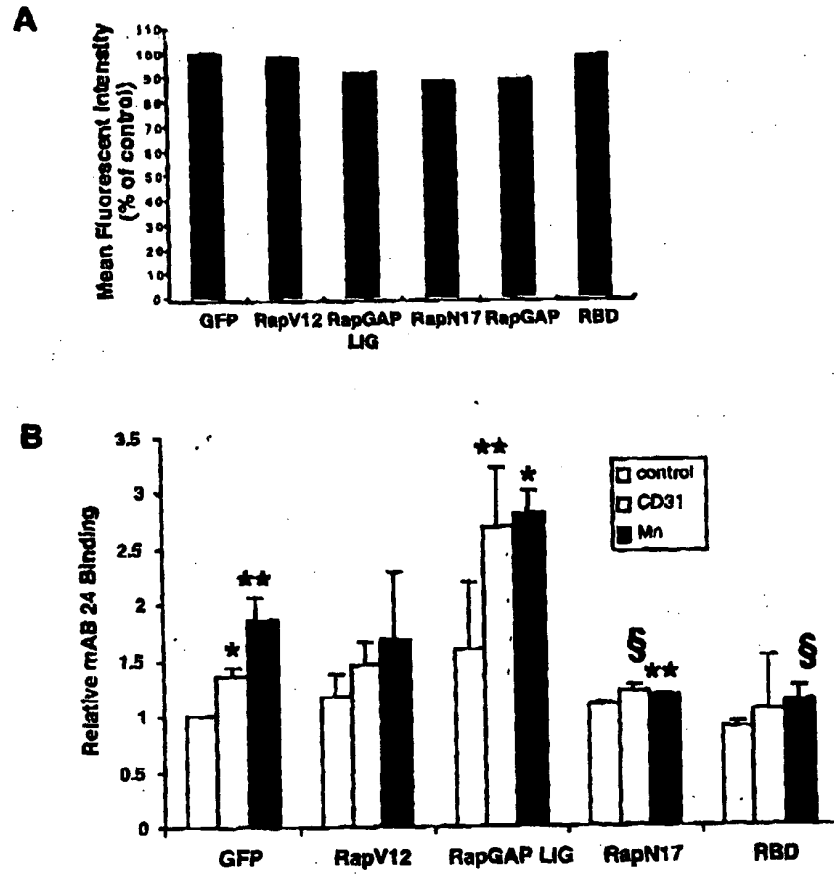 A
Mean Fluorescent Intensity
(% of control)
110
100
90
80
70
60
50
40
30
20
10
0
GFP RapV12 RapGAP LIG RapN17 RapGAP RBD
B
Relative mAB 24 Binding
3.5
3
2.5
2
1.5
1
0.5
0
** * ** * § ** §
control
CD31
Mn
GFP RapV12 RapGAP LIG RapN17 RBD